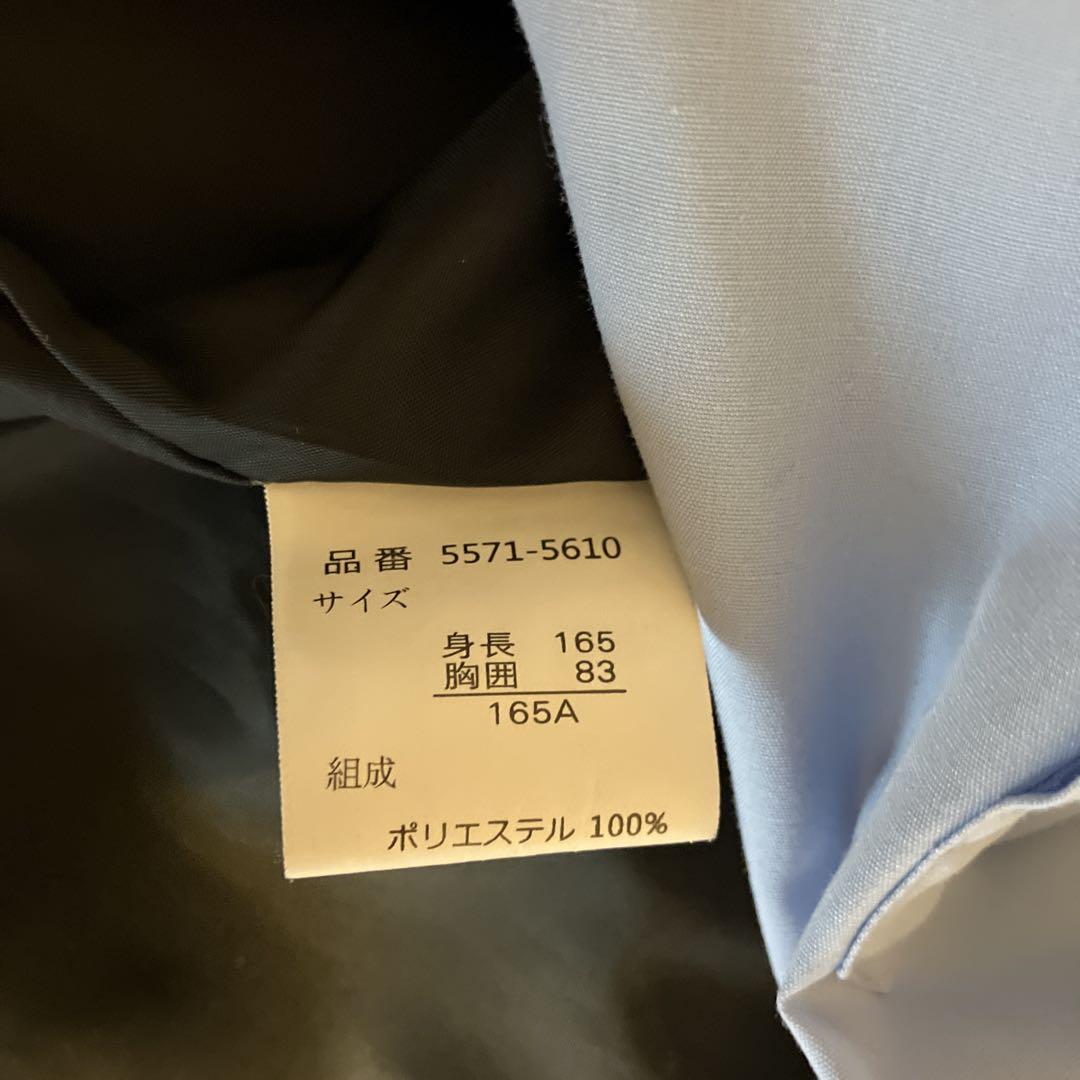 品番 5571-5610
サイズ
身長 165
胸囲 83
165A
組成
ポリエステル 100%